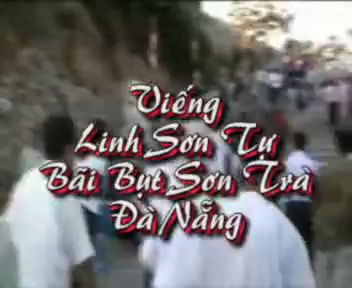 Viếng
Linh Sơn Tự
Bãi Bụt Sơn Trà
Đà Nẵng